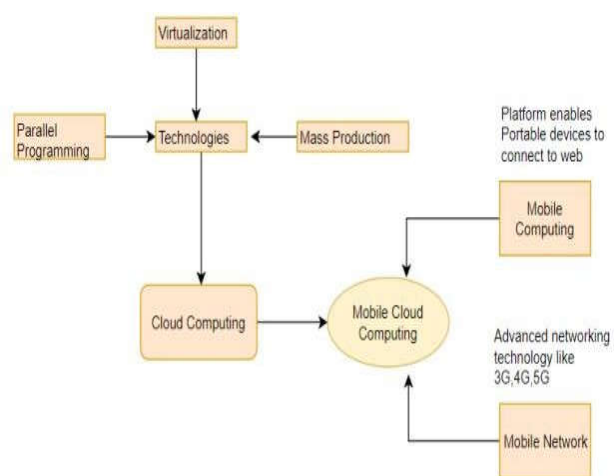 Virtualization
Parallel
Programming
Technologies
Mass Production
Platform enables
Portable devices to
connect to web
Mobile
Computing
Cloud Computing
Mobile Cloud
Computing
Advanced networking
technology like
3G,4G,5G
Mobile Network